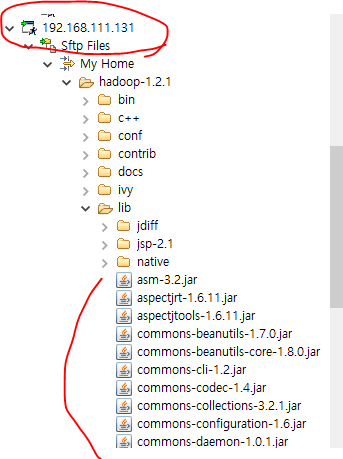 192.168.111.131
Sftp Files
My Home
hadoop-1.2.1
bin
c++
conf
contrib
docs
ivy
lib
jdiff
jsp-2.1
native
asm-3.2.jar
aspectjrt-1.6.11.jar
aspectjtools-1.6.11.jar
commons-beanutils-1.7.0.jar
commons-beanutils-core-1.8.0.jar
commons-cli-1.2.jar
commons-codec-1.4.jar
commons-collections-3.2.1.jar
commons-configuration-1.6.jar
commons-daemon-1.0.1.jar